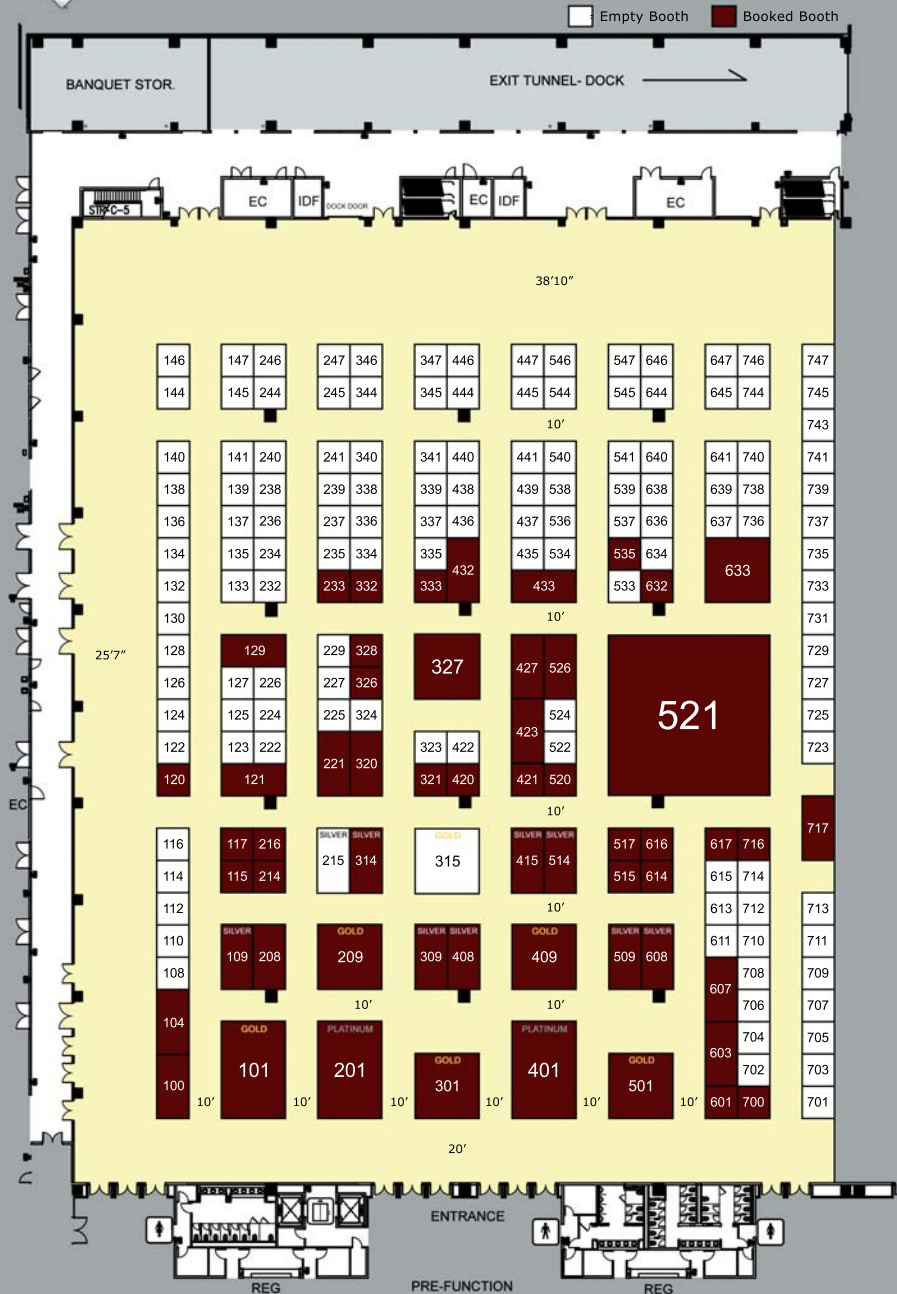 Empty Booth Booked Booth
BANQUET STOR. EXIT TUNNEL- DOCK
EC IDF EC IDF EC
STR C-5 DOCK DOOR
38'10"
146 147 246 247 346 347 446 447 546 547 646 647 746 747
144 145 244 245 344 345 444 445 544 545 644 645 744 745
10' 743
140 141 240 241 340 341 440 441 540 541 640 641 740 741
138 139 238 239 338 339 438 439 538 539 638 639 738 739
136 137 236 237 336 337 436 437 536 537 636 637 736 737
134 135 234 235 334 335 435 534 535 634 735
432 633
132 133 232 233 332 333 433 533 632 733
130 10' 731
128 129 229 328 729
25'7" 327 427 526
126 127 226 227 326 727
124 125 224 225 324 524 521 725
423
122 123 222 323 422 522 723
221 320
120 121 321 420 421 520
EC 10'
717
SILVER SILVER GOLD SILVER SILVER
116 117 216 517 616 617 716
215 314 315 415 514
114 115 214 515 614 615 714
112 10' 613 712 713
SILVER GOLD SILVER SILVER GOLD SILVER SILVER
110 611 710 711
109 208 209 309 408 409 509 608
108 708 709
607
10' 10' 706 707
104
GOLD PLATINUM PLATINUM
704 705
603
GOLD GOLD
101 201 401 702 703
100 301 501
10' 10' 10' 10' 10' 10' 601 700 701
20'
ENTRANCE
REG PRE-FUNCTION REG